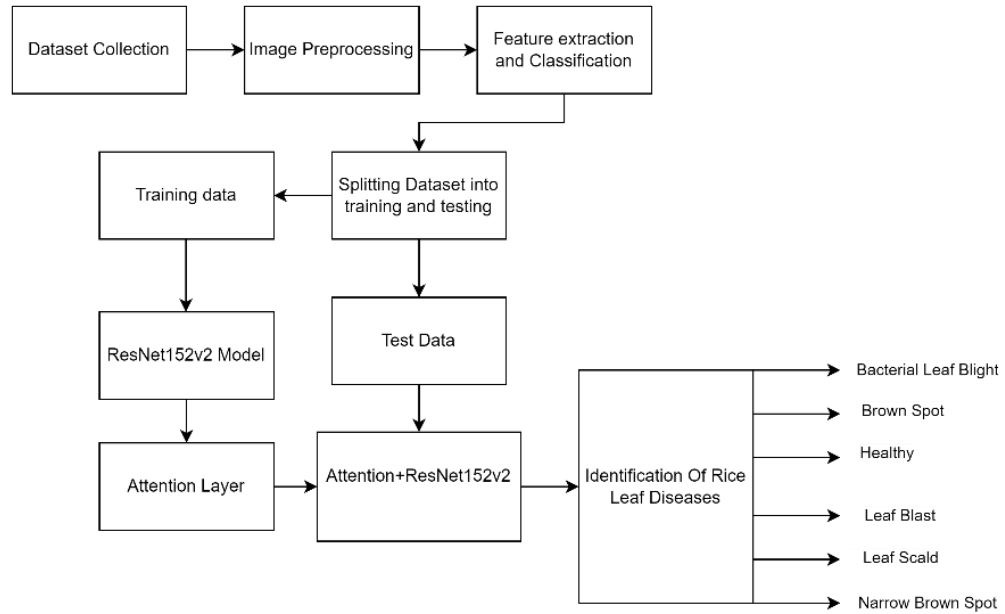 Dataset Collection
Image Preprocessing
Feature extraction
and Classification
Training data
Splitting Dataset into
training and testing
ResNet152v2 Model
Test Data
Attention Layer
Attention+ResNet152v2
Identification Of Rice
Leaf Diseases
Bacterial Leaf Blight
Brown Spot
Healthy
Leaf Blast
Leaf Scald
Narrow Brown Spot